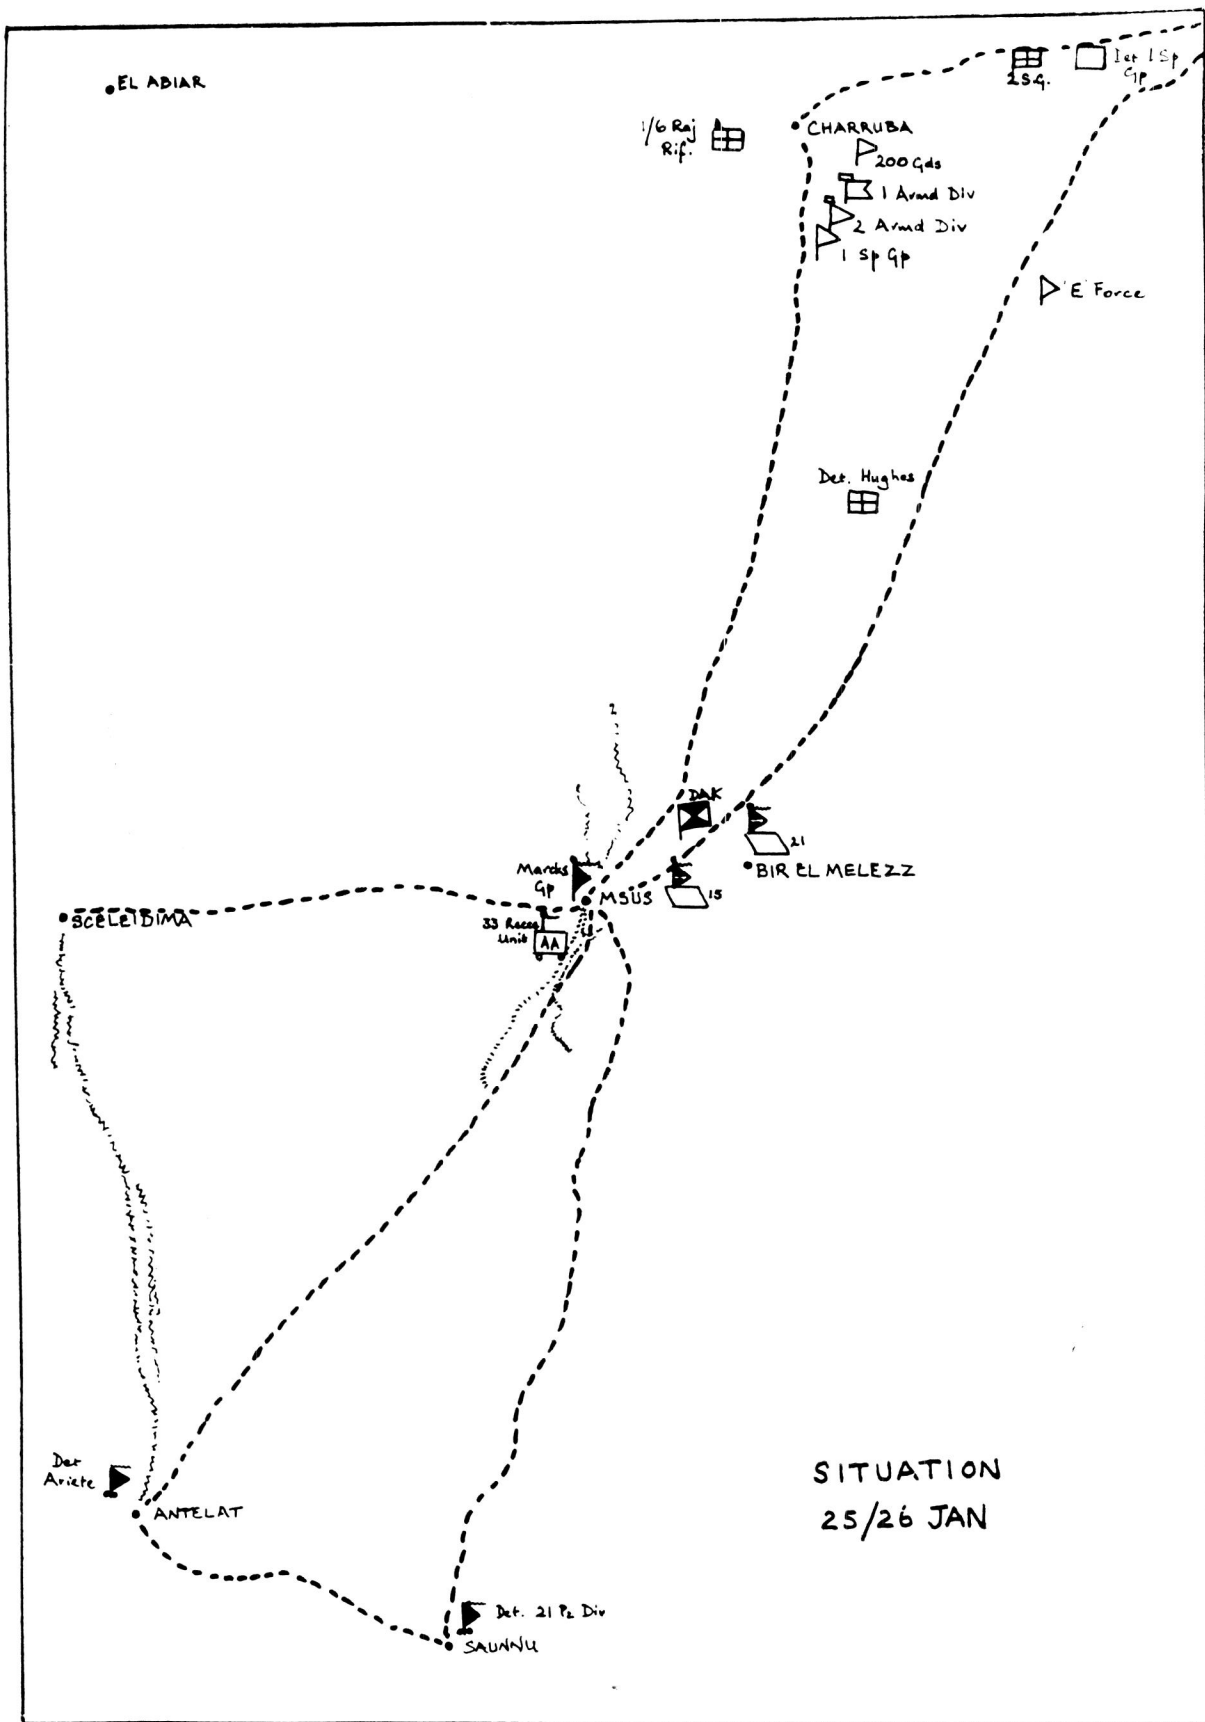 2 S.G.
Det 1 Sp
Gp
EL ABIAR
1/6 Raj
Rif.
CHARRUBA
200 Gds
1 Armd Div
2 Armd Div
1 Sp Gp
'E' Force
Det. Hughes
DAK
21
BIR EL MELEZZ
Marcks
Gp
MSUS
15
SCELEIDIMA
33 Recce
Unit
AA
Det
Ariete
ANTELAT
SITUATION
25/26 JAN
Det. 21 Pz Div
SAUNNU